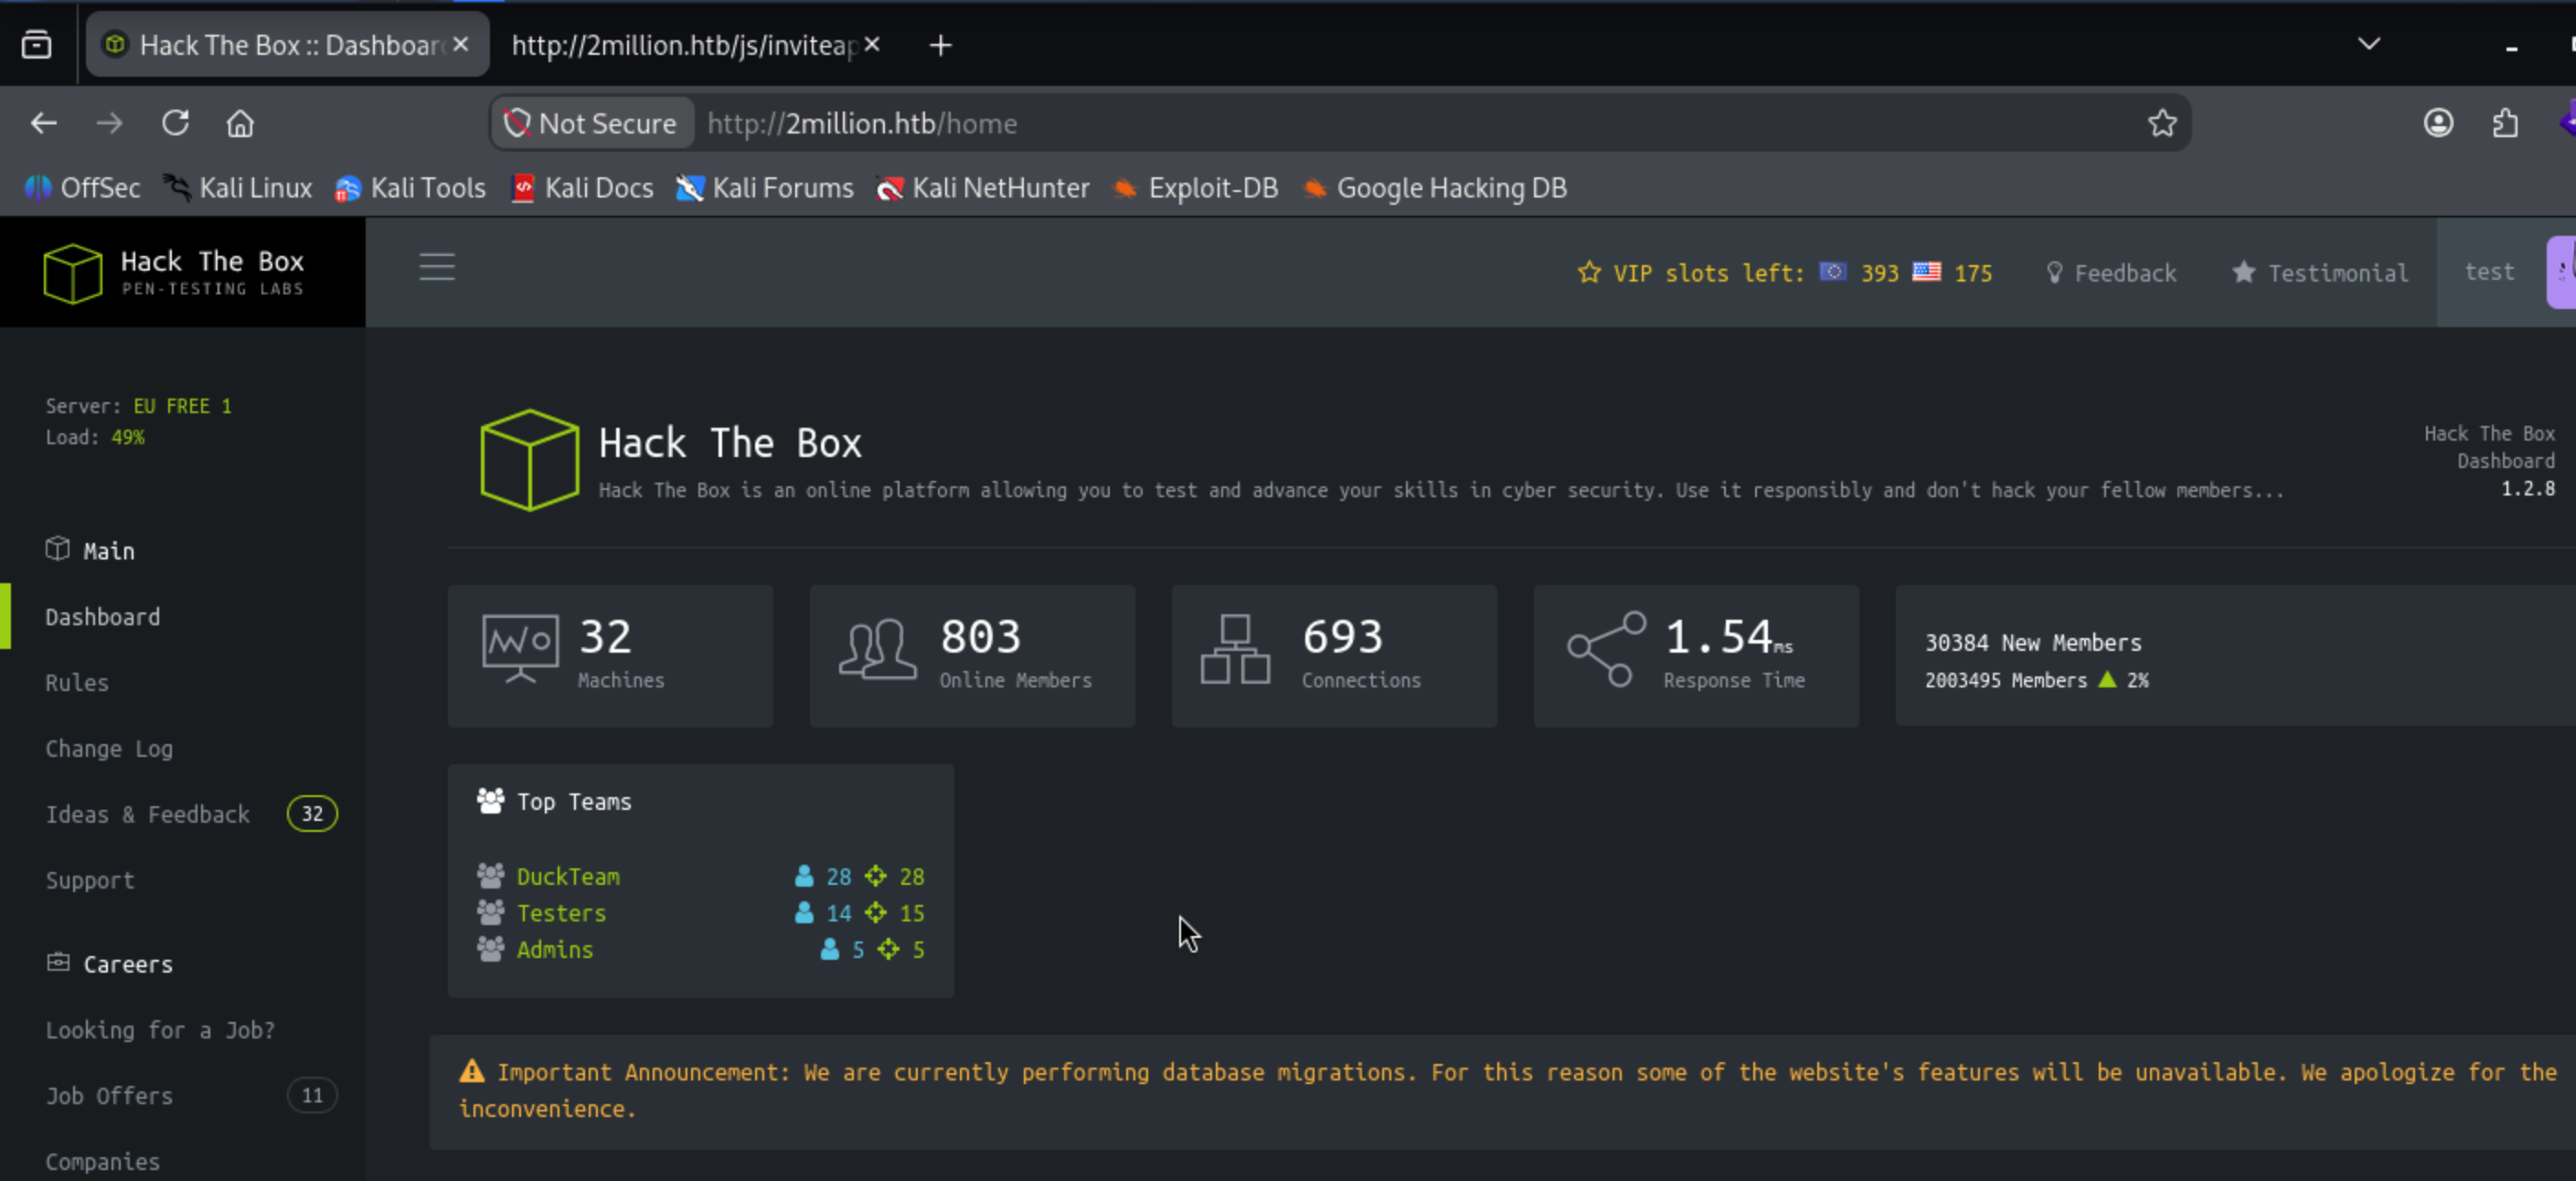 Hack The Box :: Dashboar
http://2million.htb/js/inviteap
Not Secure
http://2million.htb/home
OffSec
Kali Linux
Kali Tools
Kali Docs
Kali Forums
Kali NetHunter
Exploit-DB
Google Hacking DB
Hack The Box
PEN-TESTING LABS
VIP slots left: 393 175
Feedback
Testimonial
test
Server: EU FREE 1
Load: 49%
Main
Dashboard
Rules
Change Log
Ideas & Feedback 32
Support
Careers
Looking for a Job?
Job Offers 11
Companies
Hack The Box
Hack The Box is an online platform allowing you to test and advance your skills in cyber security. Use it responsibly and don't hack your fellow members...
Hack The Box
Dashboard
1.2.8
32
Machines
803
Online Members
693
Connections
1.54ms
Response Time
30384 New Members
2003495 Members 2%
Top Teams
DuckTeam 28 28
Testers 14 15
Admins 5 5
Important Announcement: We are currently performing database migrations. For this reason some of the website's features will be unavailable. We apologize for the
inconvenience.